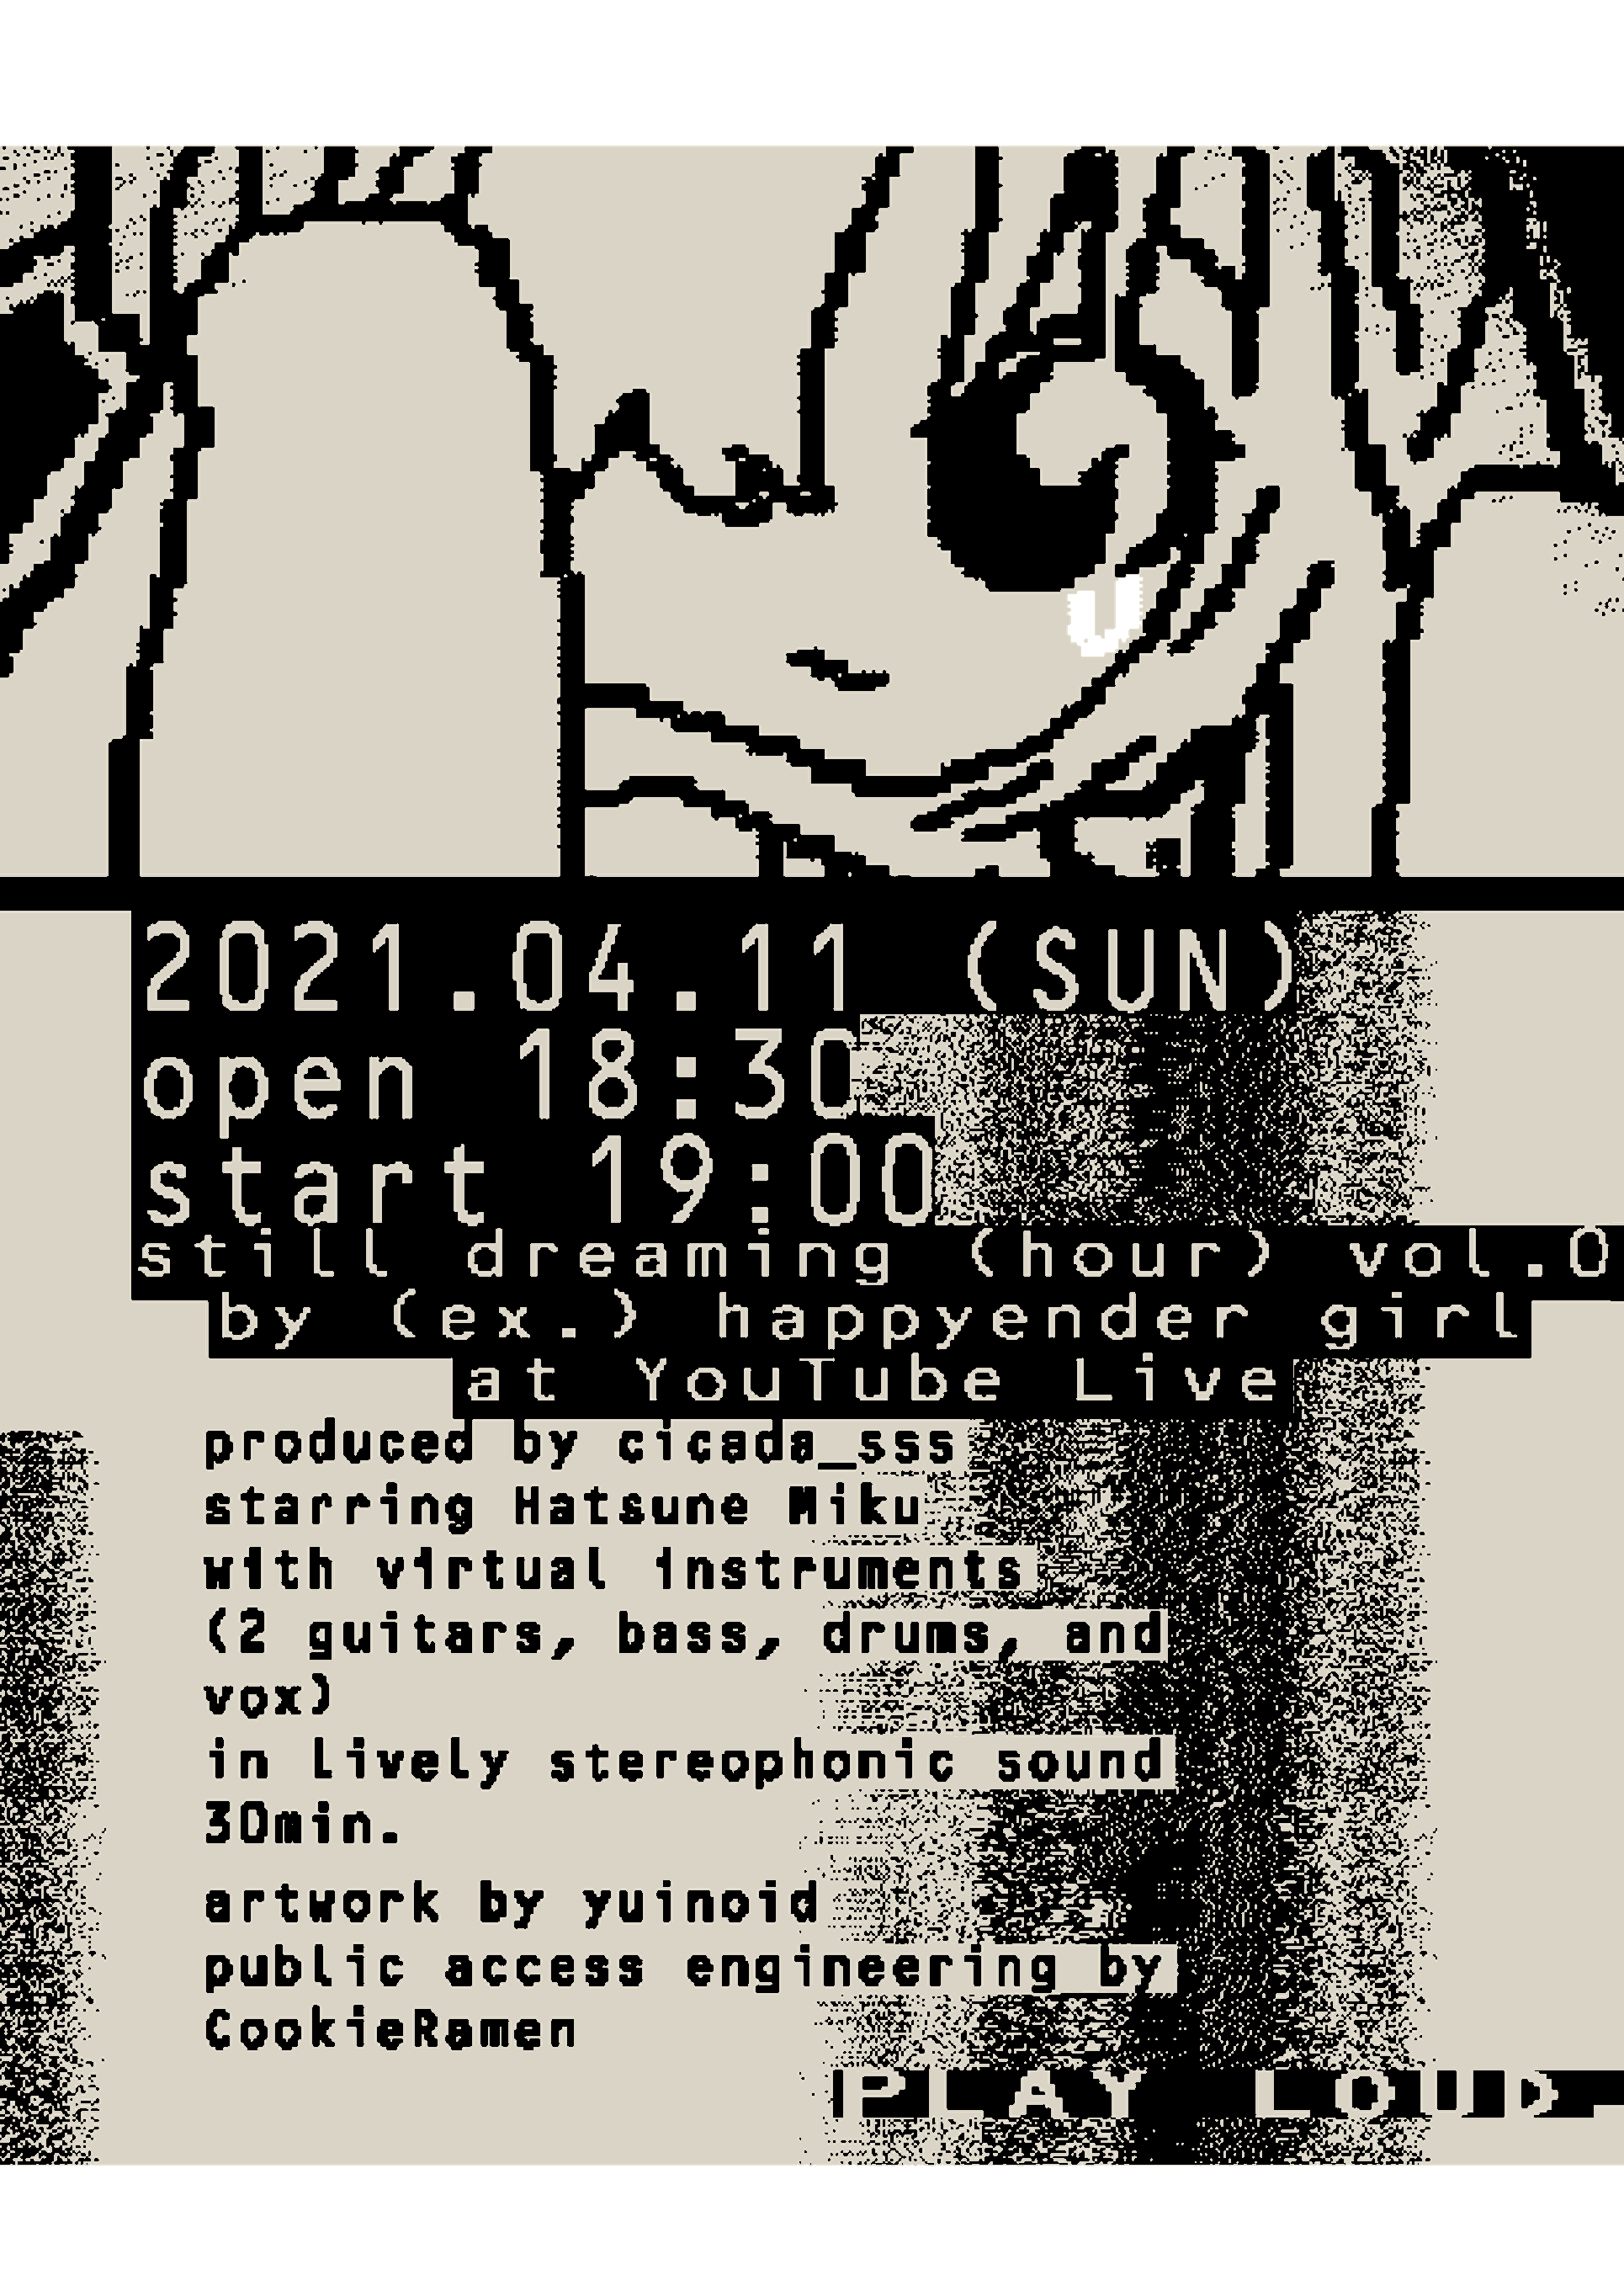 2021.04.11 (SUN)
open 18:30
start 19:00
still dreaming (hour) vol.0
by (ex.) happyender girl
at YouTube Live
produced by cicada_sss
starring Hatsune Miku
with virtual instruments
(2 guitars, bass, drums, and
vox)
in lively stereophonic sound
30min.
artwork by yuinoid
public access engineering by
CookieRamen
PLAY LOUD